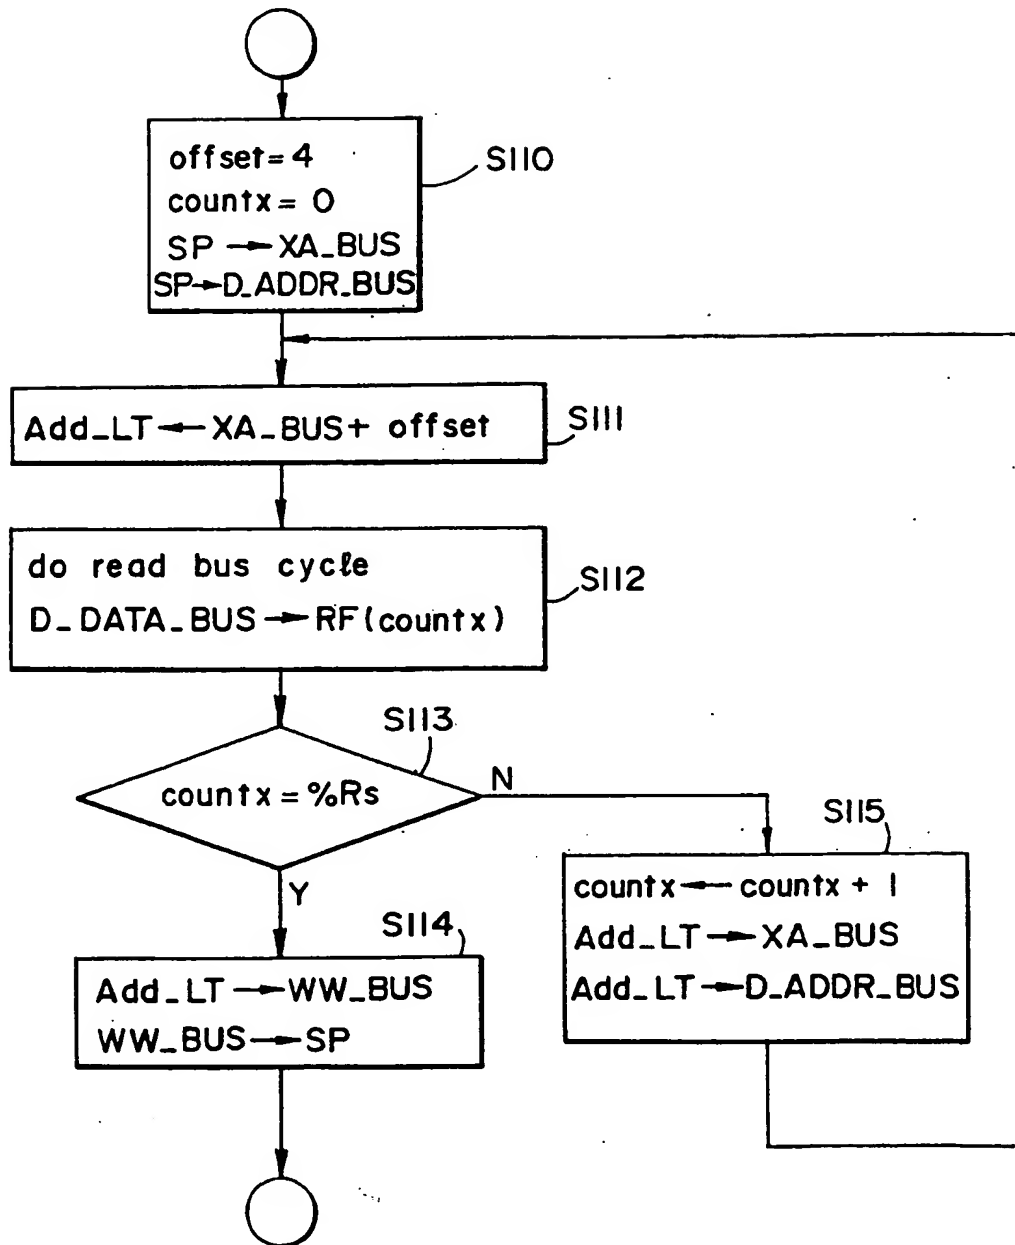 offset=4
countx = 0
SP → XA_BUS
SP→D_ADDR_BUS
S110
Add_LT ← XA_BUS+ offset
S111
do read bus cycle
D_DATA_BUS → RF(countx)
S112
S113
countx = %Rs
N
Y
S115
countx ← countx + 1
Add_LT → XA_BUS
Add_LT → D_ADDR_BUS
S114
Add_LT → WW_BUS
WW_BUS → SP